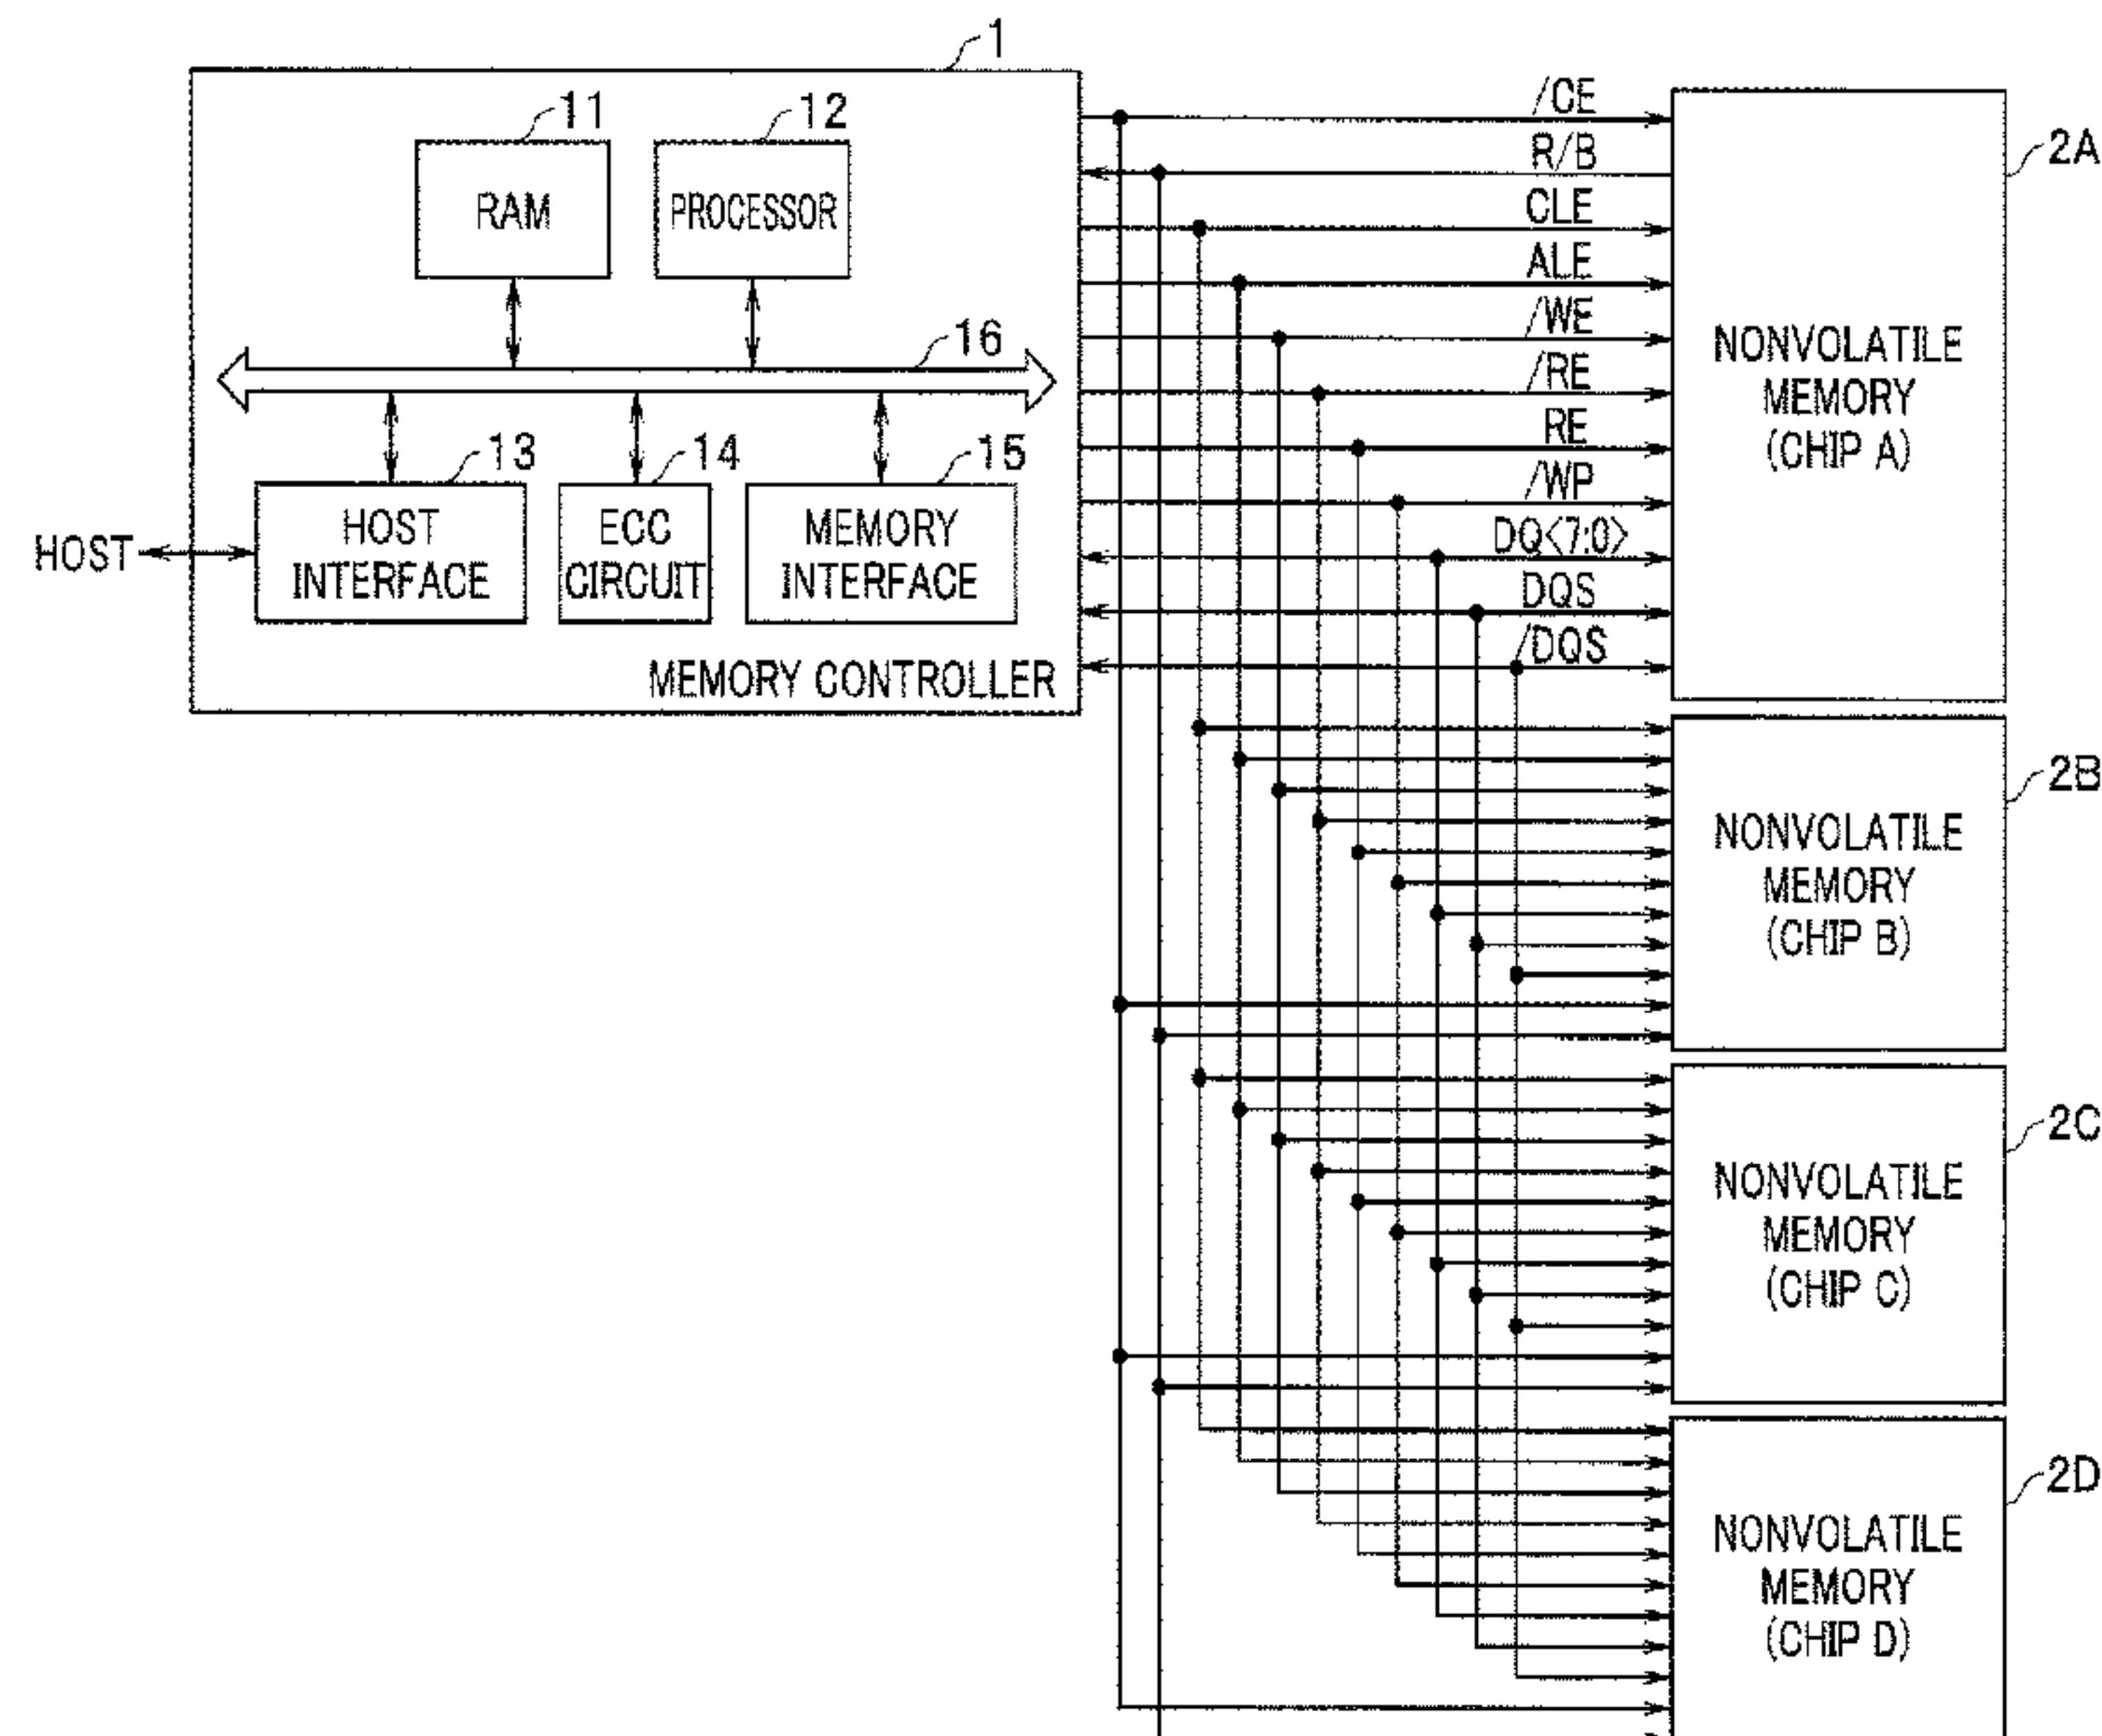 1
11
12
RAM
PROCESSOR
16
13
14
15
HOST
HOST
INTERFACE
ECC
CIRCUIT
MEMORY
INTERFACE
MEMORY CONTROLLER
/CE
R/B
CLE
ALE
/WE
/RE
RE
/WP
DQ<7:0>
DQS
/DQS
NONVOLATILE
MEMORY
(CHIP A)
2A
NONVOLATILE
MEMORY
(CHIP B)
2B
NONVOLATILE
MEMORY
(CHIP C)
2C
NONVOLATILE
MEMORY
(CHIP D)
2D